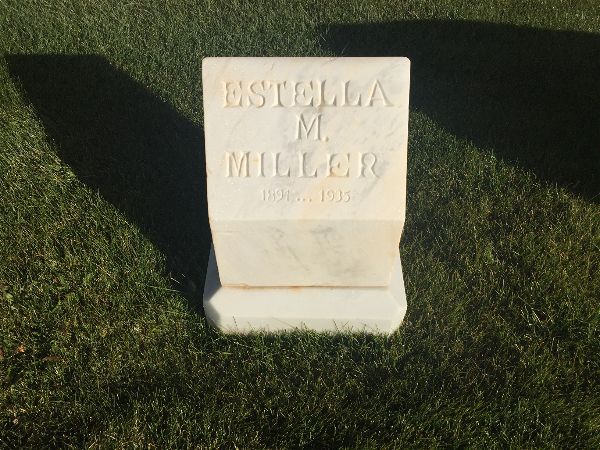 ESTELLA
M.
MILLER
1891... 1935